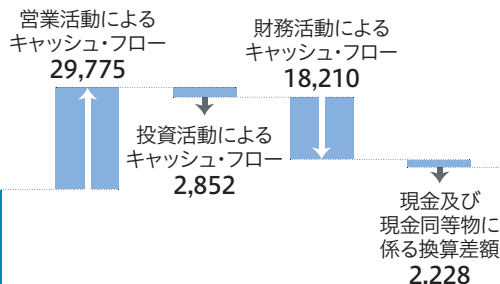 営業活動による
キャッシュ・フロー
29,775
投資活動による
キャッシュ・フロー
2,852
財務活動による
キャッシュ・フロー
18,210
現金及び
現金同等物に
係る換算差額
2,228